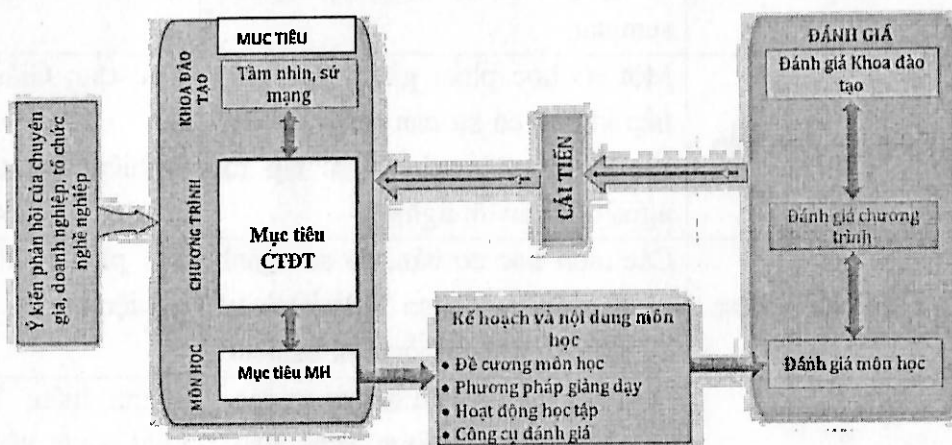 Ý kiến phản hồi của chuyên
gia, doanh nghiệp, tổ chức
nghề nghiệp
KHOA ĐÀO
TẠO
CHƯƠNG TRÌNH
MÔN HỌC
MUC TIÊU
Tầm nhìn, sứ
mạng
Mục tiêu
CTĐT
Mục tiêu MH
Kế hoạch và nội dung môn
học
• Đề cương môn học
• Phương pháp giảng dạy
• Hoạt động học tập
• Công cụ đánh giá
CẢI TIẾN
ĐÁNH GIÁ
Đánh giá Khoa đào
tạo
Đánh giá chương
trình
Đánh giá môn học